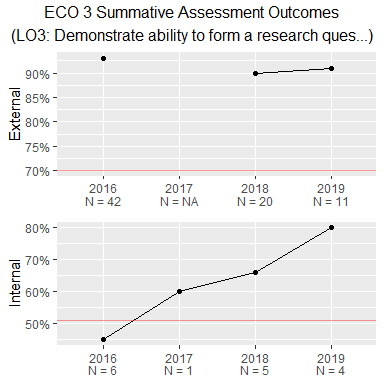 ECO 3 Summative Assessment Outcomes
(LO3: Demonstrate ability to form a research ques...)
External
90%
85%
80%
75%
70%
2016 2017 2018 2019
N = 42 N = NA N = 20 N = 11
Internal
80%
70%
60%
50%
2016 2017 2018 2019
N = 6 N = 1 N = 5 N = 4